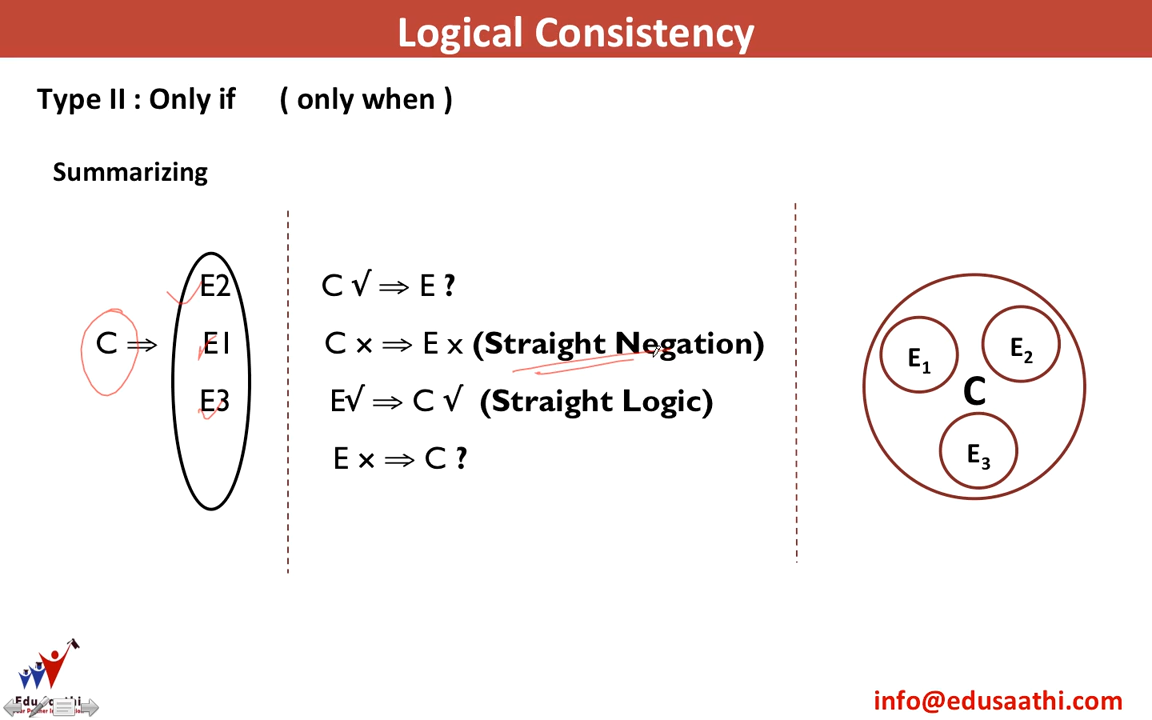 Logical Consistency
Type II : Only if ( only when )
Summarizing
E2
C ⇒ E1
E3
C √ ⇒ E ?
C × ⇒ E x (Straight Negation)
E√ ⇒ C √ (Straight Logic)
E × ⇒ C ?
E1
E2
C
E3
info@edusaathi.com